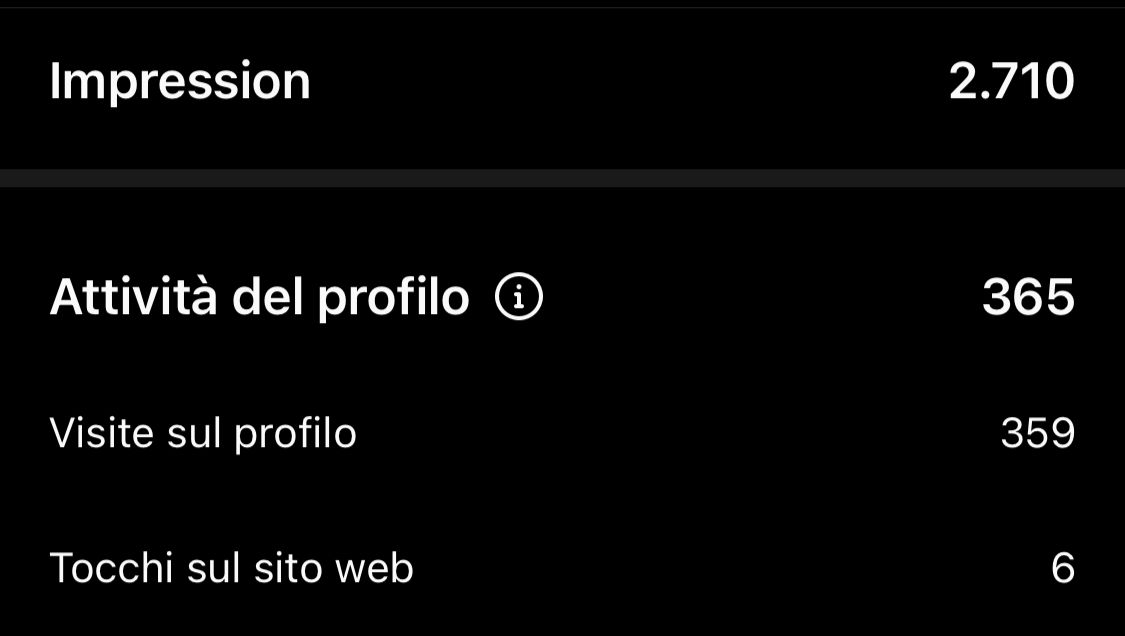 Impression 2.710
Attività del profilo 365
Visite sul profilo 359
Tocchi sul sito web 6